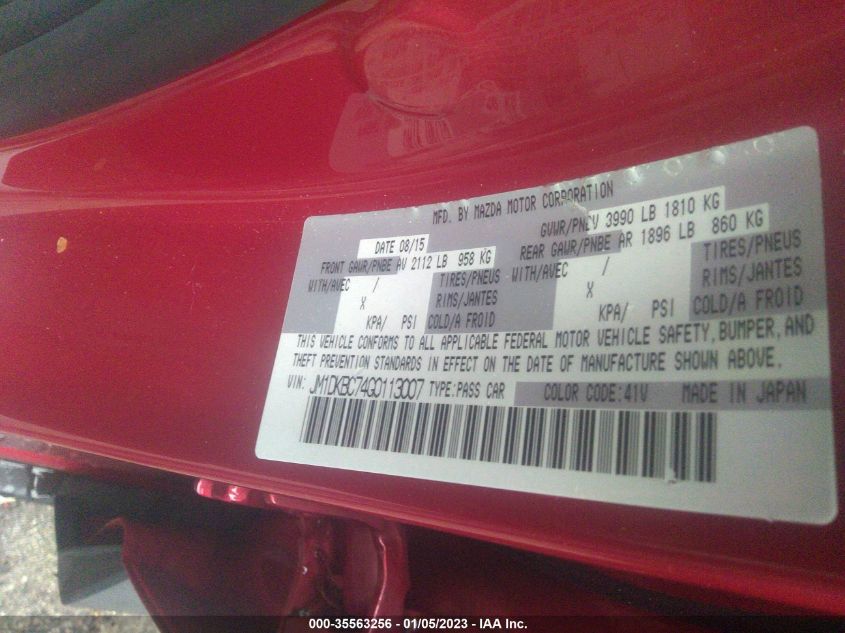 MFD. BY MAZDA MOTOR CORPORATION
DATE 08/15
GVWR/PNBV 3990 LB 1810 KG
FRONT GAWR/PNBE AV 2112 LB 958 KG
REAR GAWR/PNBE AR 1896 LB 860 KG
WITH/AVEC / TIRES/PNEUS
WITH/AVEC / TIRES/PNEUS
X RIMS/JANTES
X RIMS/JANTES
KPA/ PSI COLD/A FROID
KPA/ PSI COLD/A FROID
THIS VEHICLE CONFORMS TO ALL APPLICABLE FEDERAL MOTOR VEHICLE SAFETY, BUMPER, AND
THEFT PREVENTION STANDARDS IN EFFECT ON THE DATE OF MANUFACTURE SHOWN ABOVE.
VIN: JM1DKBC74G0113007 TYPE:PASS CAR COLOR CODE:41V MADE IN JAPAN
000-35563256 - 01/05/2023 - IAA Inc.